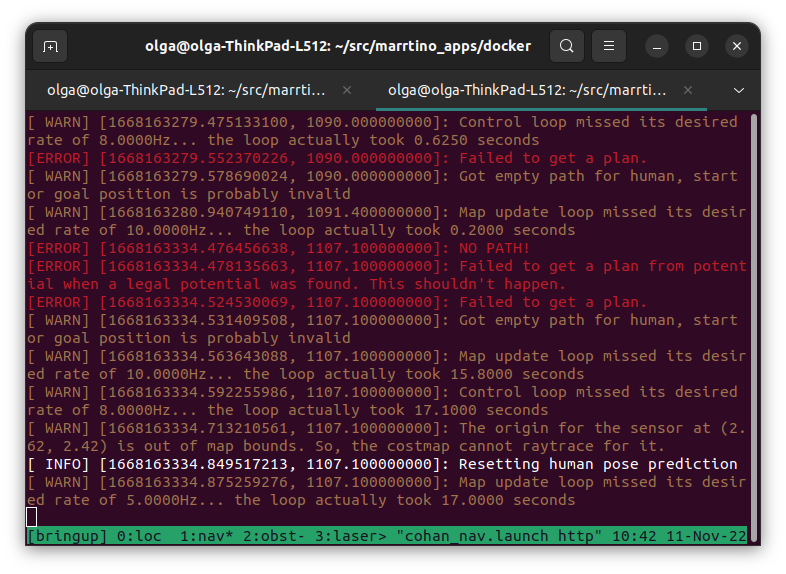 olga@olga-ThinkPad-L512: ~/src/marrtino_apps/docker
olga@olga-ThinkPad-L512: ~/src/marrti…
olga@olga-ThinkPad-L512: ~/src/marrti…
[ WARN] [1668163279.475133100, 1090.000000000]: Control loop missed its desired
rate of 8.0000Hz... the loop actually took 0.6250 seconds
[ERROR] [1668163279.552370226, 1090.000000000]: Failed to get a plan.
[ WARN] [1668163279.578690024, 1090.000000000]: Got empty path for human, start
or goal position is probably invalid
[ WARN] [1668163280.940749110, 1091.400000000]: Map update loop missed its desir
ed rate of 10.0000Hz... the loop actually took 0.2000 seconds
[ERROR] [1668163334.476456638, 1107.100000000]: NO PATH!
[ERROR] [1668163334.478135663, 1107.100000000]: Failed to get a plan from potent
ial when a legal potential was found. This shouldn't happen.
[ERROR] [1668163334.524530069, 1107.100000000]: Failed to get a plan.
[ WARN] [1668163334.531409508, 1107.100000000]: Got empty path for human, start
or goal position is probably invalid
[ WARN] [1668163334.563643088, 1107.100000000]: Map update loop missed its desir
ed rate of 10.0000Hz... the loop actually took 15.8000 seconds
[ WARN] [1668163334.592255986, 1107.100000000]: Control loop missed its desired
rate of 8.0000Hz... the loop actually took 17.1000 seconds
[ WARN] [1668163334.713210561, 1107.100000000]: The origin for the sensor at (2.
62, 2.42) is out of map bounds. So, the costmap cannot raytrace for it.
[ INFO] [1668163334.849517213, 1107.100000000]: Resetting human pose prediction
[ WARN] [1668163334.875259276, 1107.100000000]: Map update loop missed its desir
ed rate of 5.0000Hz... the loop actually took 17.0000 seconds
[bringup] 0:loc  1:nav* 2:obst- 3:laser> "cohan_nav.launch http" 10:42 11-Nov-22